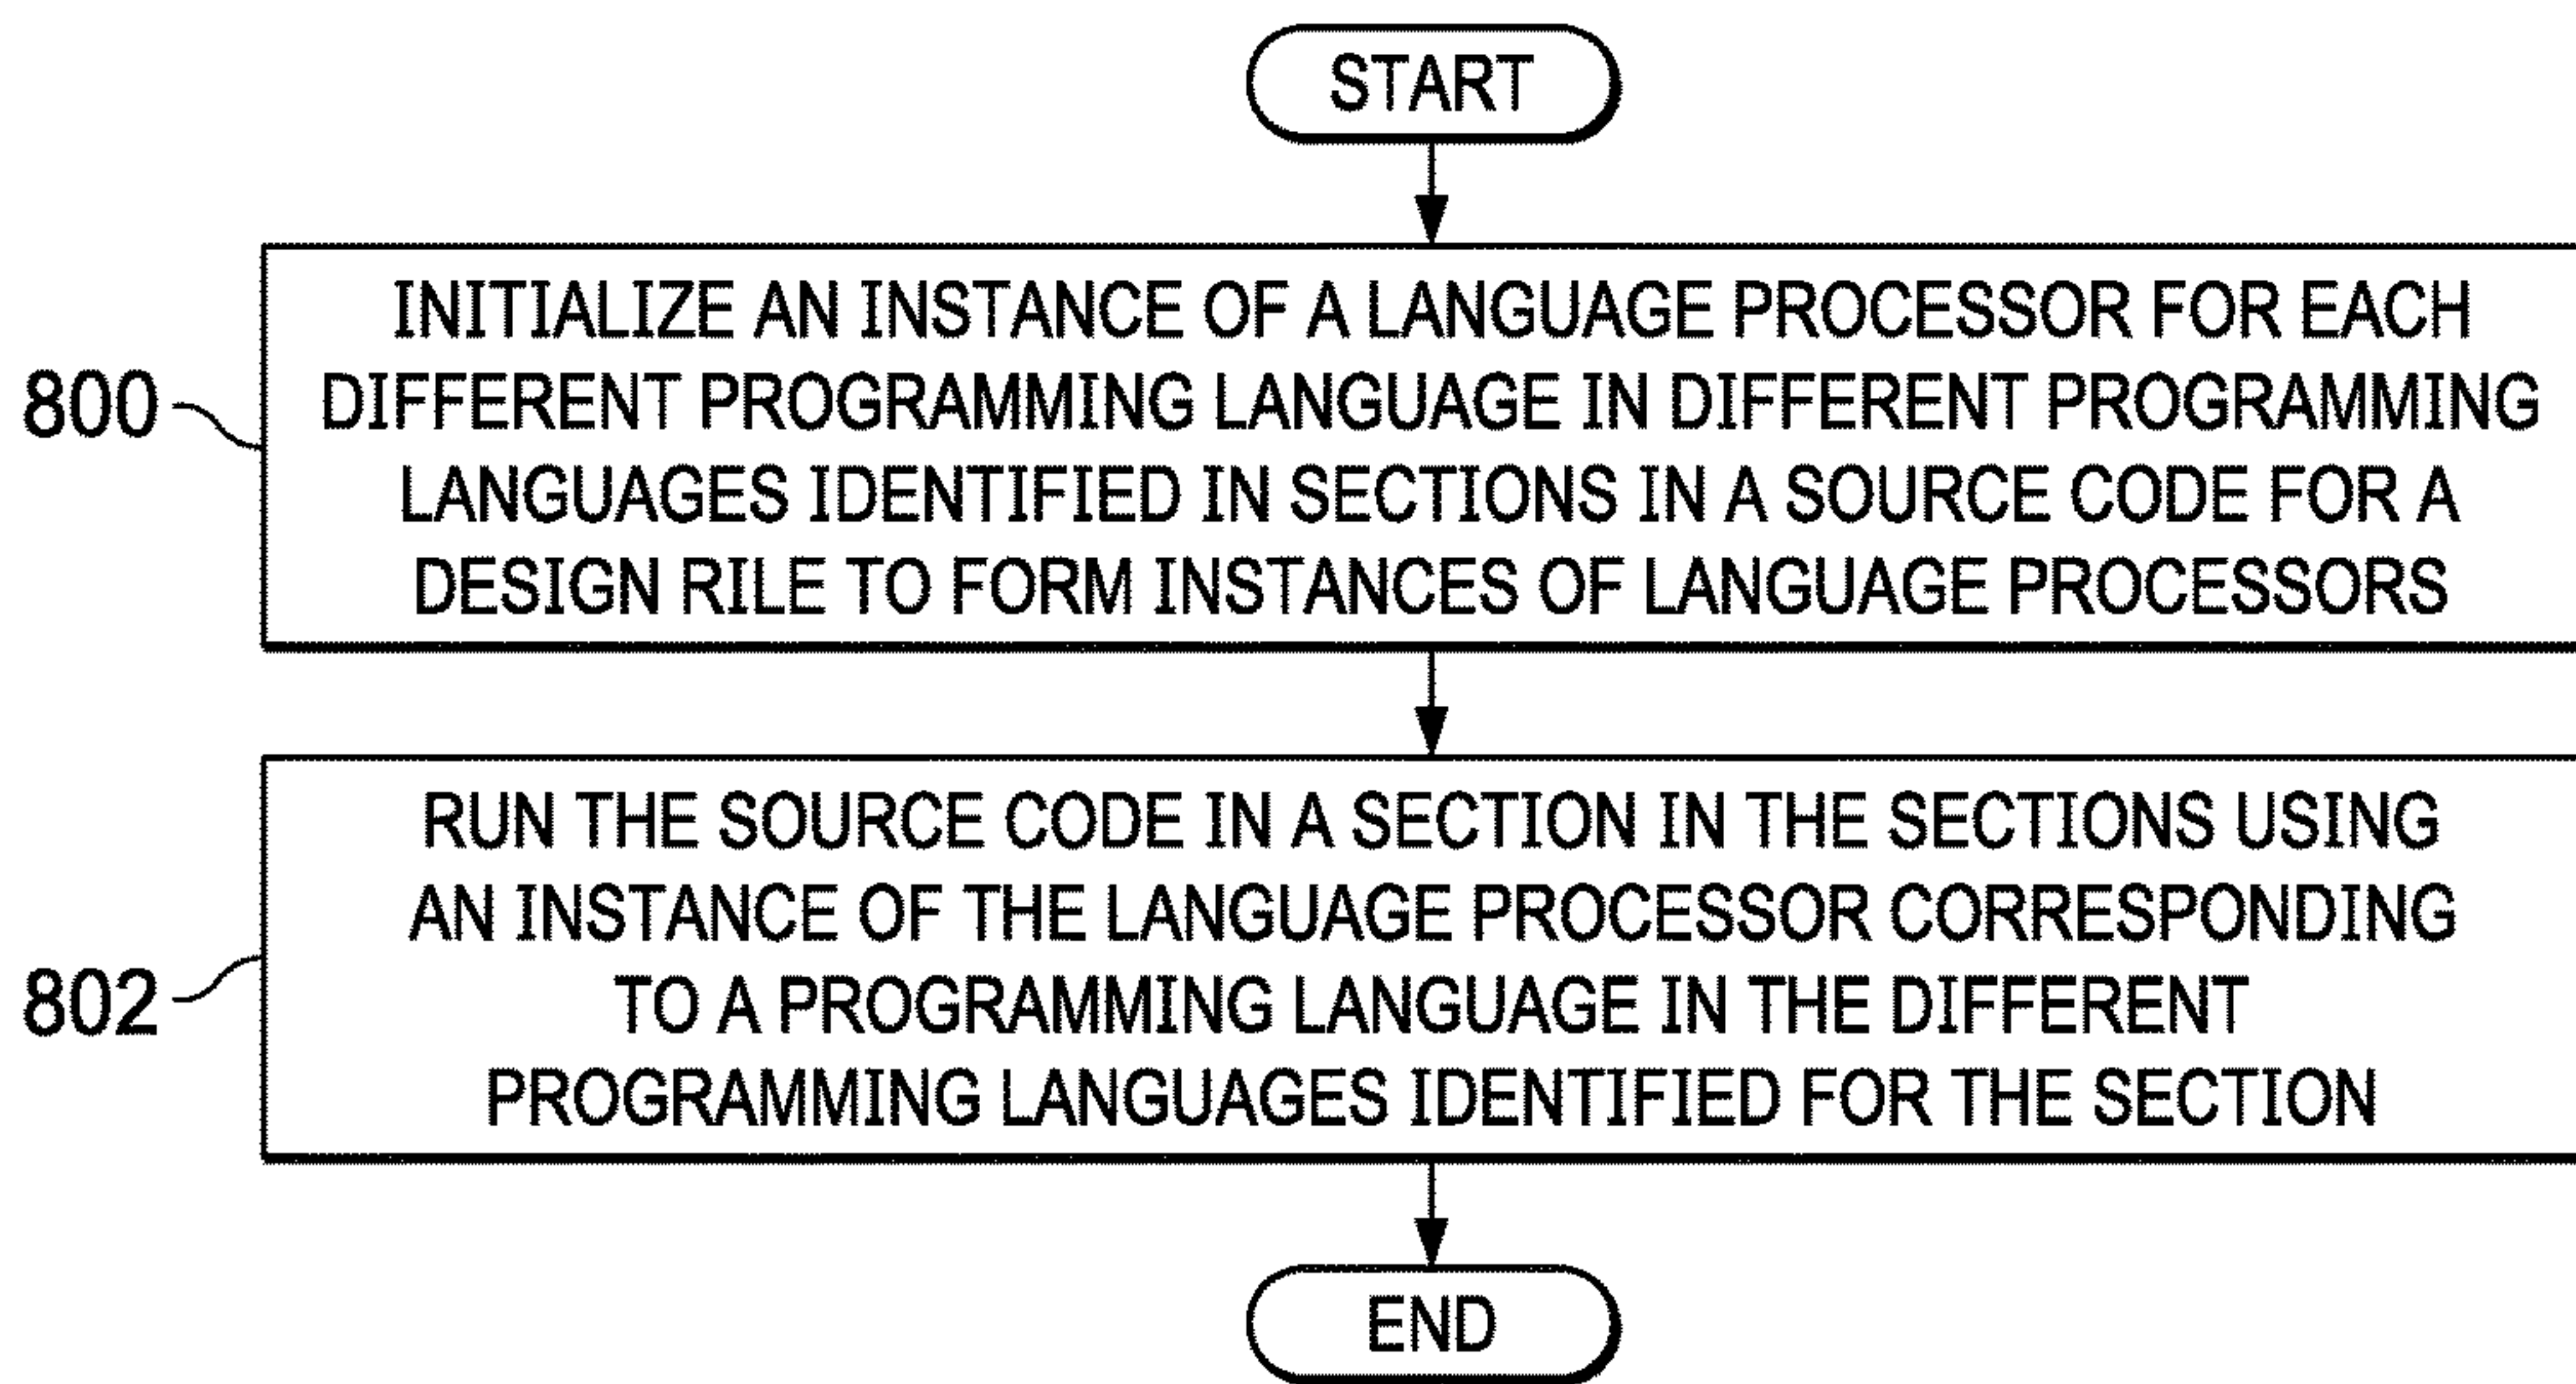 START
INITIALIZE AN INSTANCE OF A LANGUAGE PROCESSOR FOR EACH
DIFFERENT PROGRAMMING LANGUAGE IN DIFFERENT PROGRAMMING
LANGUAGES IDENTIFIED IN SECTIONS IN A SOURCE CODE FOR A
DESIGN RILE TO FORM INSTANCES OF LANGUAGE PROCESSORS
800
RUN THE SOURCE CODE IN A SECTION IN THE SECTIONS USING
AN INSTANCE OF THE LANGUAGE PROCESSOR CORRESPONDING
TO A PROGRAMMING LANGUAGE IN THE DIFFERENT
PROGRAMMING LANGUAGES IDENTIFIED FOR THE SECTION
802
END